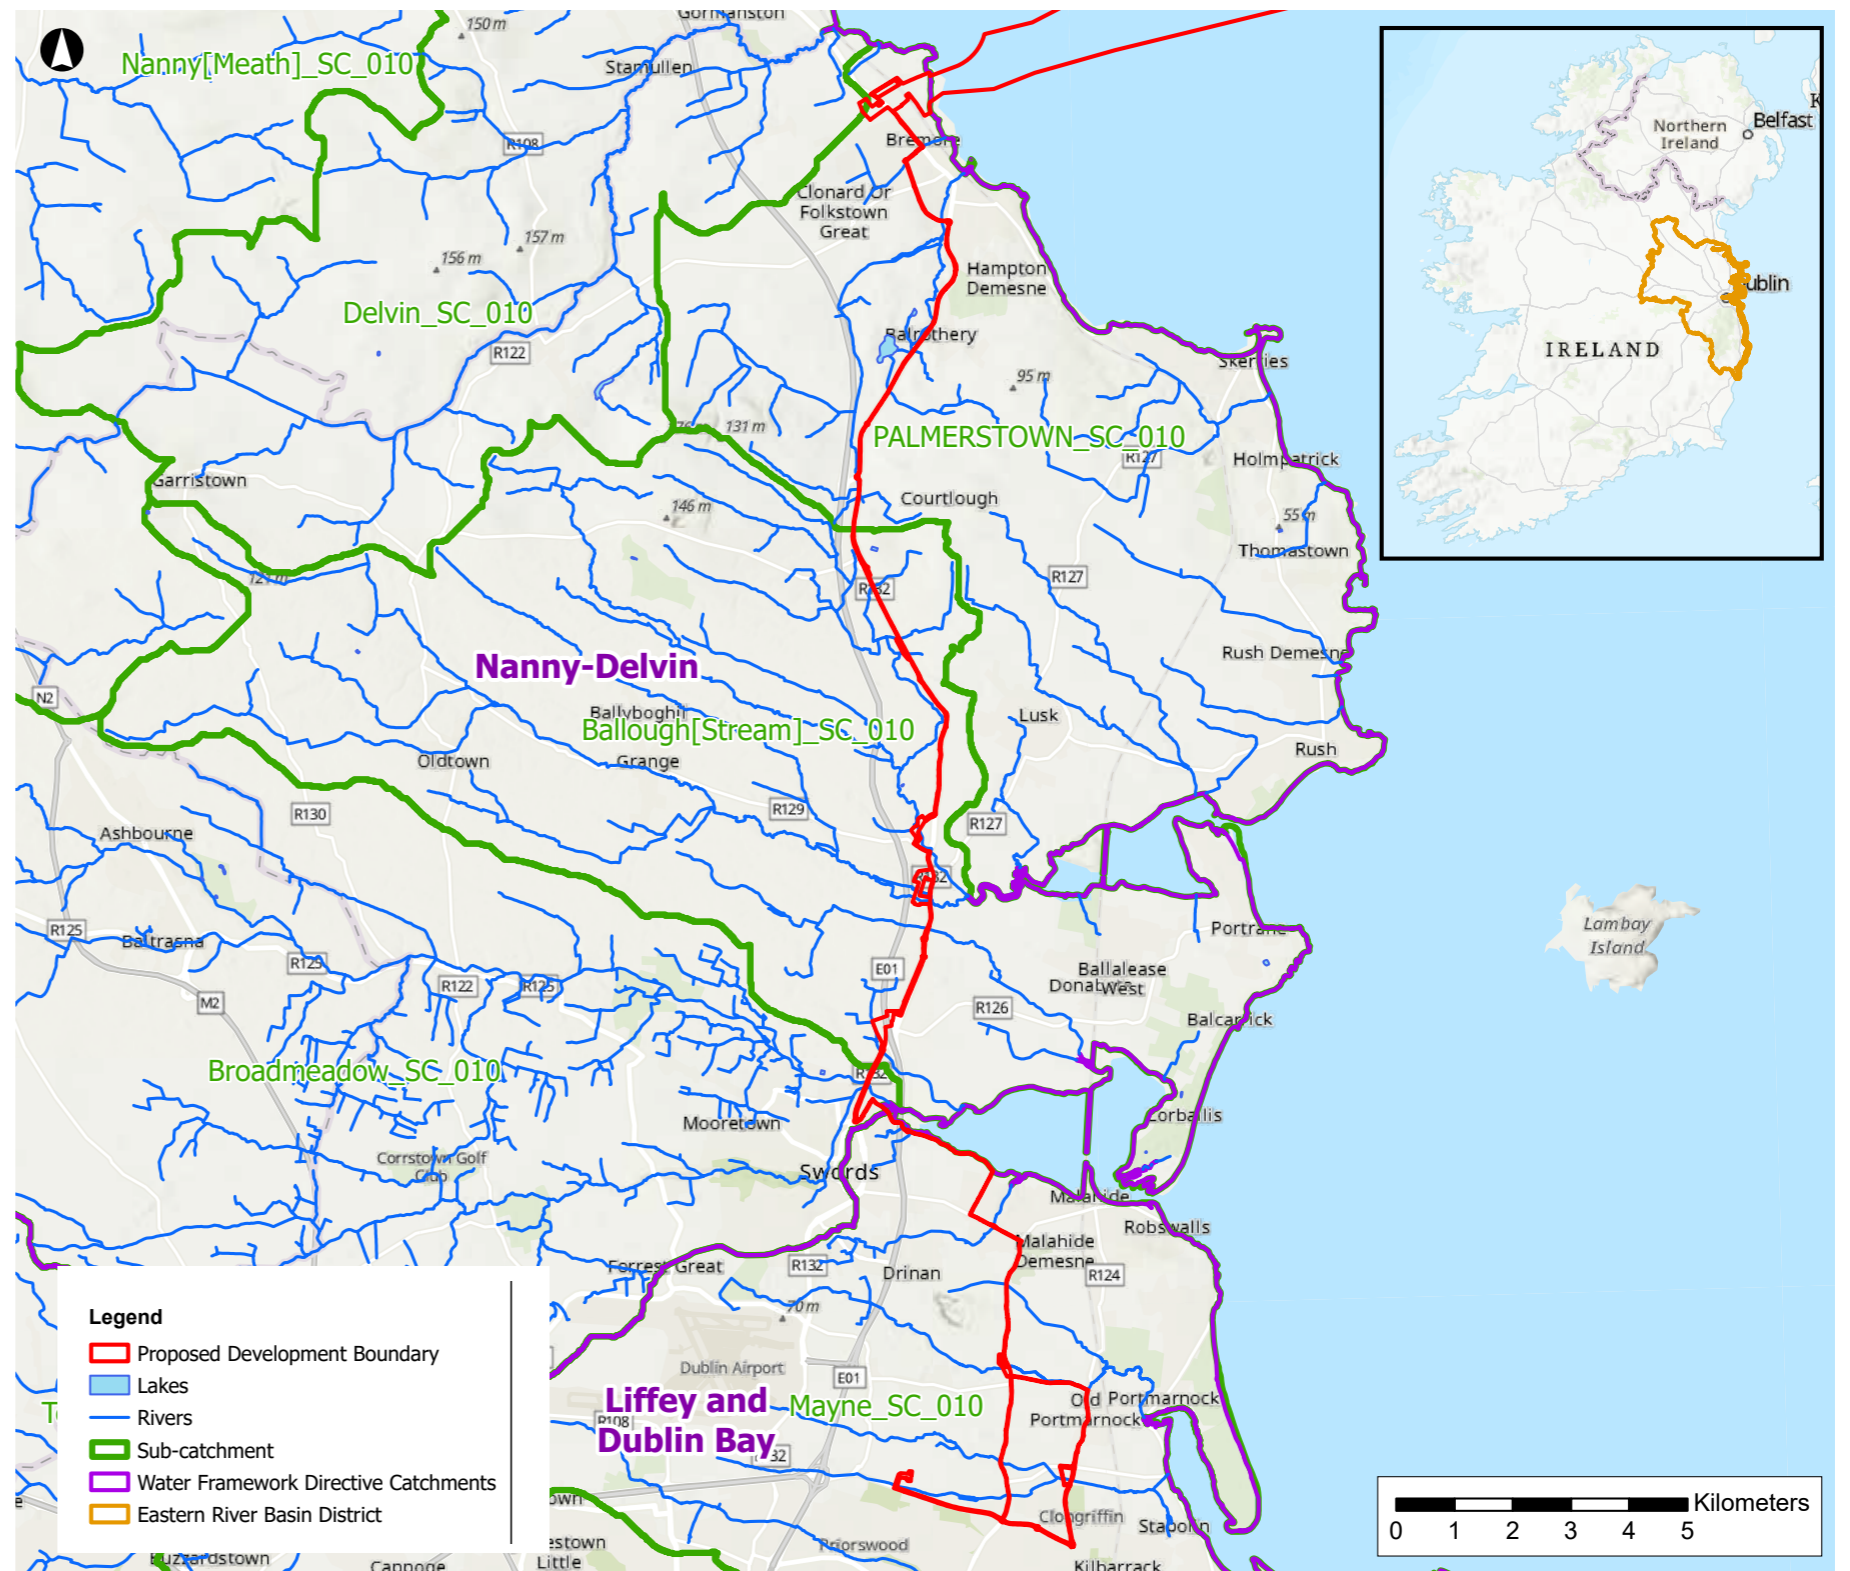 Gormanston
150 m
Nanny[Meath]_SC_010
Stamullen
R108
Bremore
Clonard Or
Folkstown
Great
157 m
156 m
Hampton
Demesne
Delvin_SC_010
R122
Balrothery
Skerries
95 m
131 m
PALMERSTOWN_SC_010
R127
Holmpatrick
Garristown
Courtlough
146 m
55 m
Thomastown
121 m
R127
R132
Rush Demesne
Nanny-Delvin
N2
Ballyboghil
Ballough[Stream]_SC_010
Lusk
Rush
Oldtown
Grange
R130
R129
R127
Ashbourne
R132
R125
Baltrasna
Portrane
Lambay
Island
R125
E01
Ballalease
West
Donabate
R122
R125
M2
R126
Balcarrick
Broadmeadow_SC_010
R132
Mooretown
Corballis
Corrstown Golf
Club
Swords
Malahide
Robswalls
Malahide
Demesne
Forrest Great
R132
Drinan
R124
70 m
Dublin Airport
E01
Old
Portmarnock
Portmarnock
Liffey and
Dublin Bay
Mayne_SC_010
R108
Clongriffin
Stapolin
Priorswood
Kilbarrack
Little
Cappoge
Buzzardstown
Northern
Ireland
Belfast
IRELAND
Legend
Proposed Development Boundary
Lakes
Rivers
Sub-catchment
Water Framework Directive Catchments
Eastern River Basin District
Kilometers
0 1 2 3 4 5